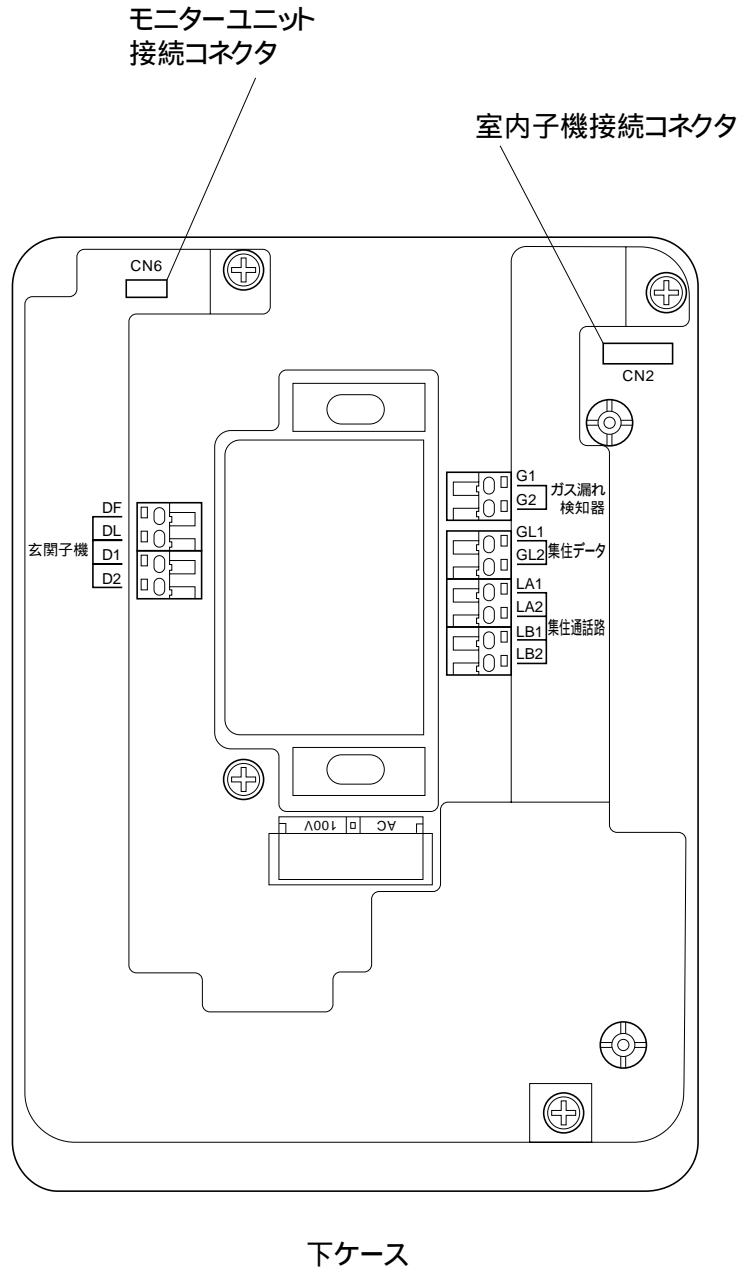 モニターユニット
接続コネクタ
室内子機接続コネクタ
CN6
CN2
G1
G2
ガス漏れ
検知器
DF
DL
D1
D2
玄関子機
GL1
GL2
集住データ
LA1
LA2
LB1
LB2
集住通話路
AC 100V
下ケース